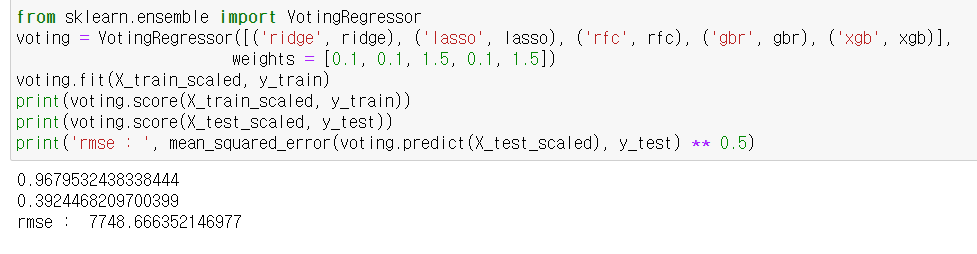 from sklearn.ensemble import VotingRegressor
voting = VotingRegressor([('ridge', ridge), ('lasso', lasso), ('rfc', rfc), ('gbr', gbr), ('xgb', xgb)],
weights = [0.1, 0.1, 1.5, 0.1, 1.5])
voting.fit(X_train_scaled, y_train)
print(voting.score(X_train_scaled, y_train))
print(voting.score(X_test_scaled, y_test))
print('rmse : ', mean_squared_error(voting.predict(X_test_scaled), y_test) ** 0.5)
0.9679532438338444
0.3924468209700399
rmse :  7748.666352146977